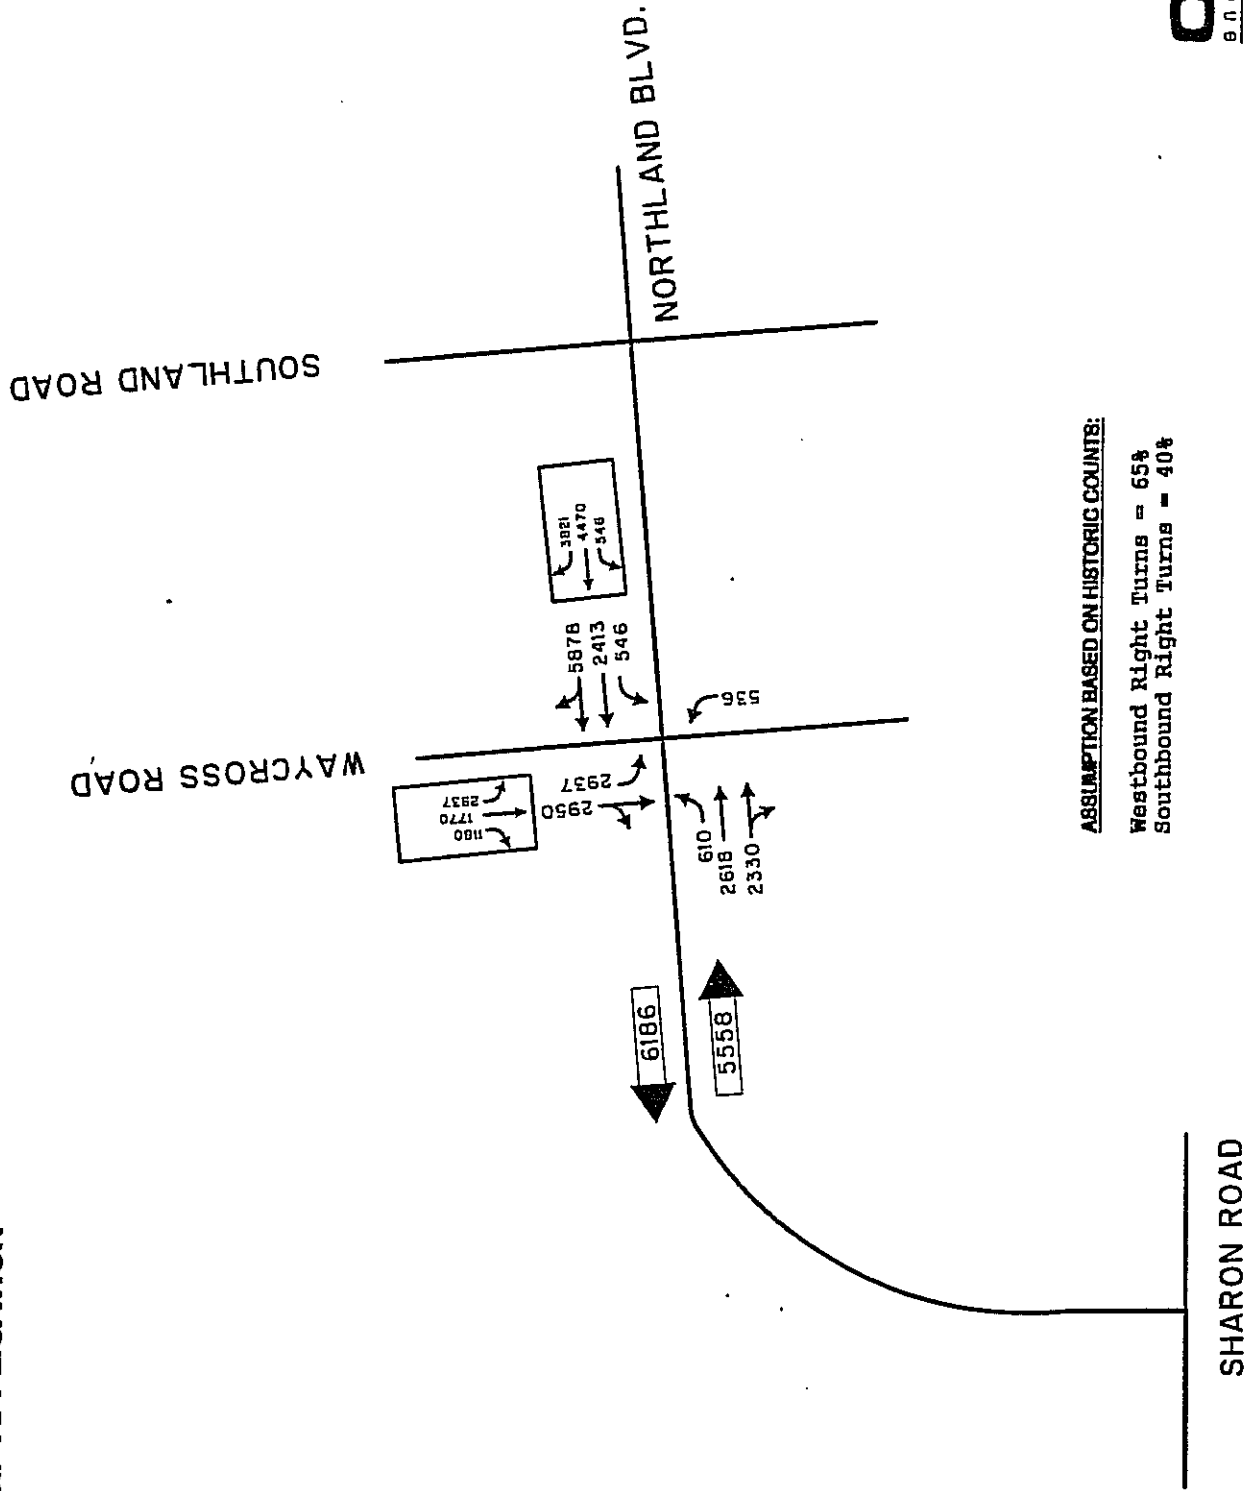 SOUTHLAND ROAD
NORTHLAND BLVD.
WAYCROSS ROAD
3821
4470
546
5878
2413
546
536
1180
1770
2937
2950
2937
610
2618
2330
6186
5558
ASSUMPTION BASED ON HISTORIC COUNTS:
Westbound Right Turns = 65%
Southbound Right Turns = 40%
SHARON ROAD